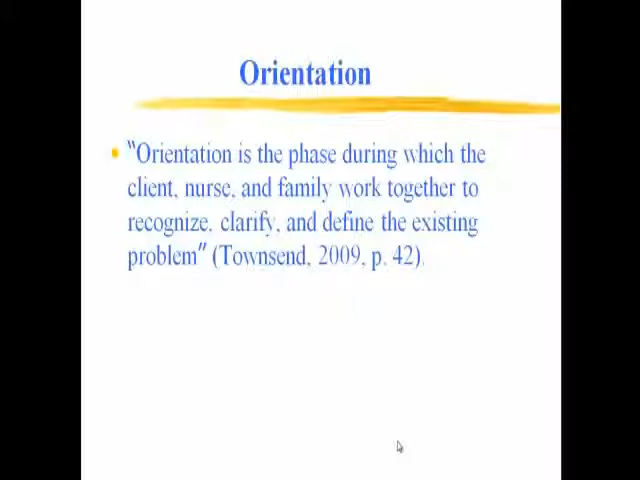 Orientation
• "Orientation is the phase during which the
client, nurse, and family work together to
recognize, clarify, and define the existing
problem" (Townsend, 2009, p. 42).